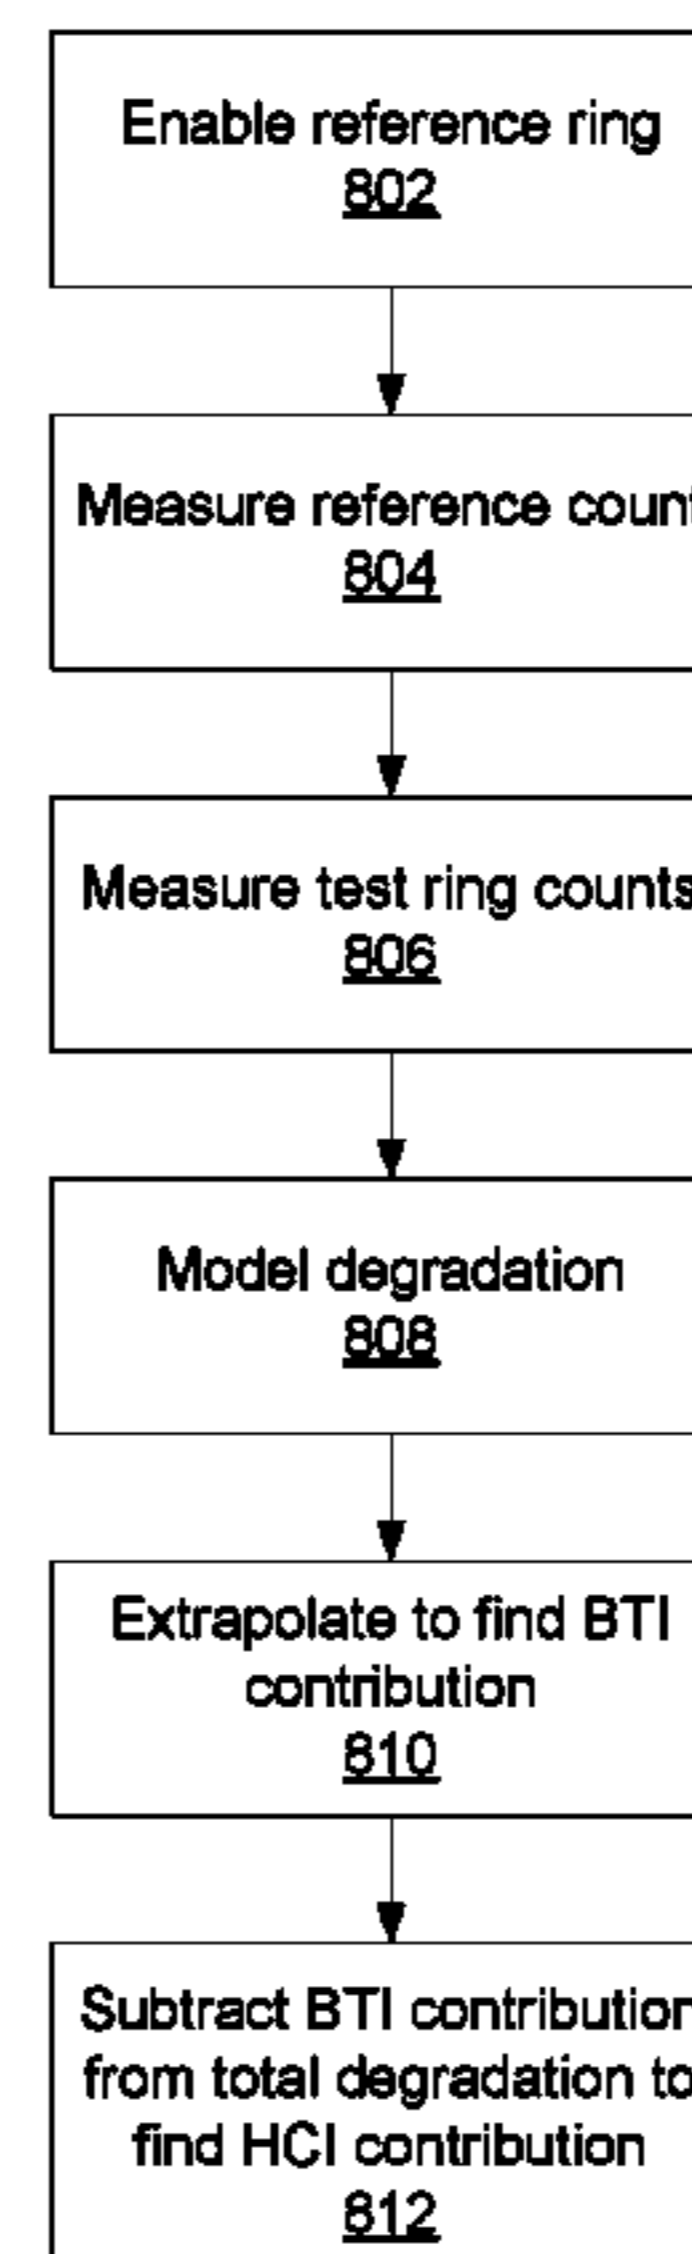 Enable reference ring
802
Measure reference count
804
Measure test ring counts
806
Model degradation
808
Extrapolate to find BTI
contribution
810
Subtract BTI contribution
from total degradation to
find HCI contribution
812